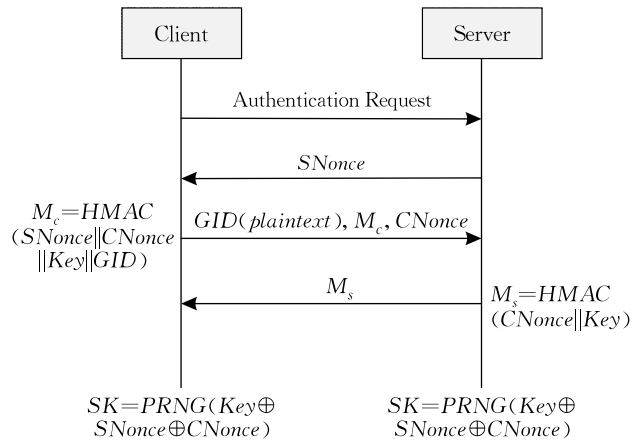 Client
Server
Authentication Request
SNonce
M_c=HMAC
(SNonce||CNonce
||Key||GID)
GID(plaintext), M_c, CNonce
M_s
M_s=HMAC
(CNonce||Key)
SK=PRNG(Key⊕
SNonce⊕CNonce)
SK=PRNG(Key⊕
SNonce⊕CNonce)